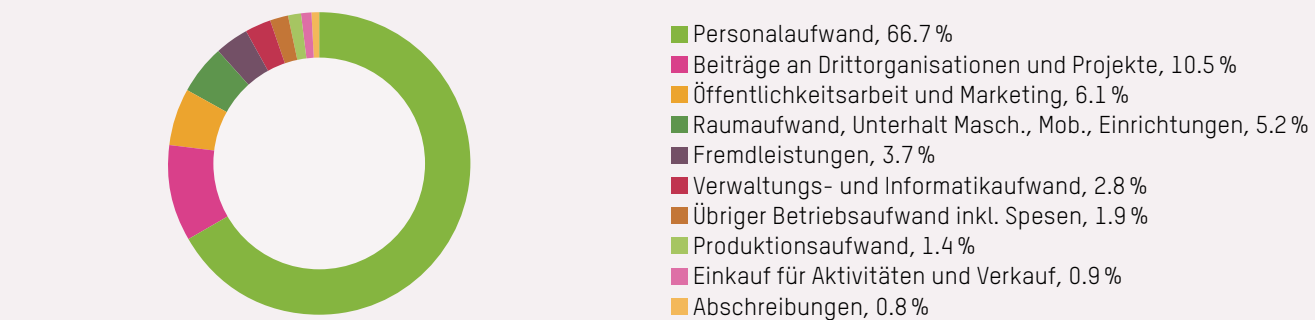 Personalaufwand, 66.7 %
Beiträge an Drittorganisationen und Projekte, 10.5 %
Öffentlichkeitsarbeit und Marketing, 6.1 %
Raumaufwand, Unterhalt Masch., Mob., Einrichtungen, 5.2 %
Fremdleistungen, 3.7 %
Verwaltungs- und Informatikaufwand, 2.8 %
Übriger Betriebsaufwand inkl. Spesen, 1.9 %
Produktionsaufwand, 1.4 %
Einkauf für Aktivitäten und Verkauf, 0.9 %
Abschreibungen, 0.8 %